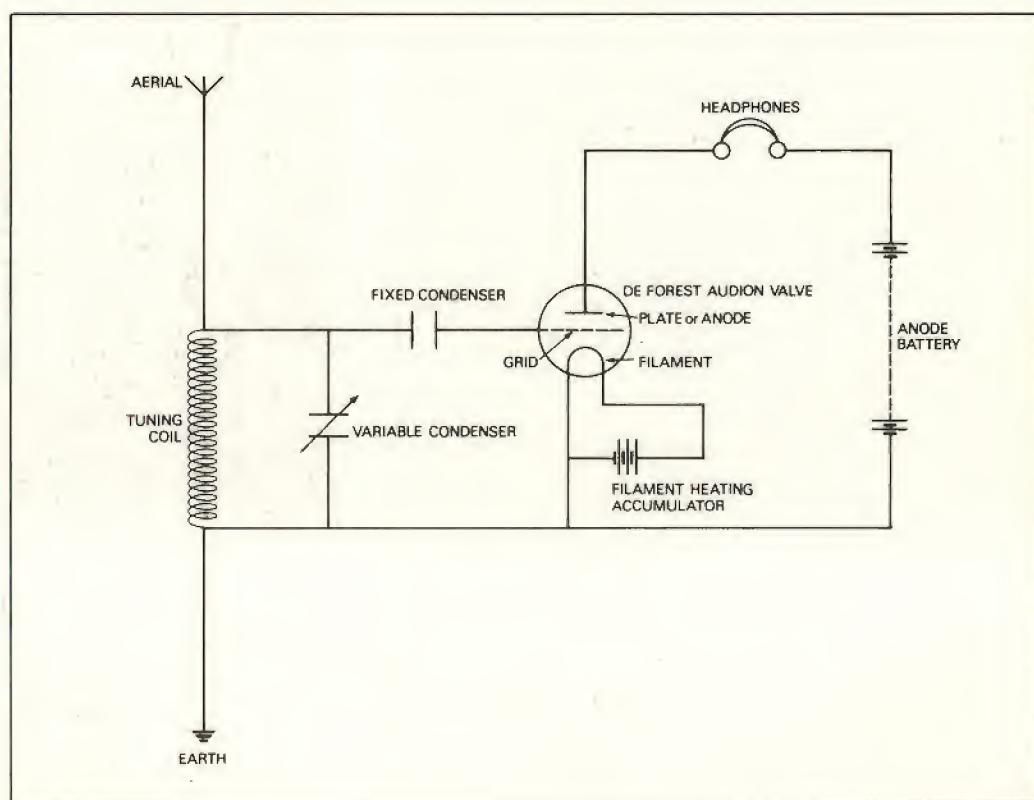 AERIAL
HEADPHONES
FIXED CONDENSER
DE FOREST AUDION VALVE
PLATE or ANODE
GRID
FILAMENT
ANODE
BATTERY
TUNING
COIL
VARIABLE CONDENSER
FILAMENT HEATING
ACCUMULATOR
EARTH